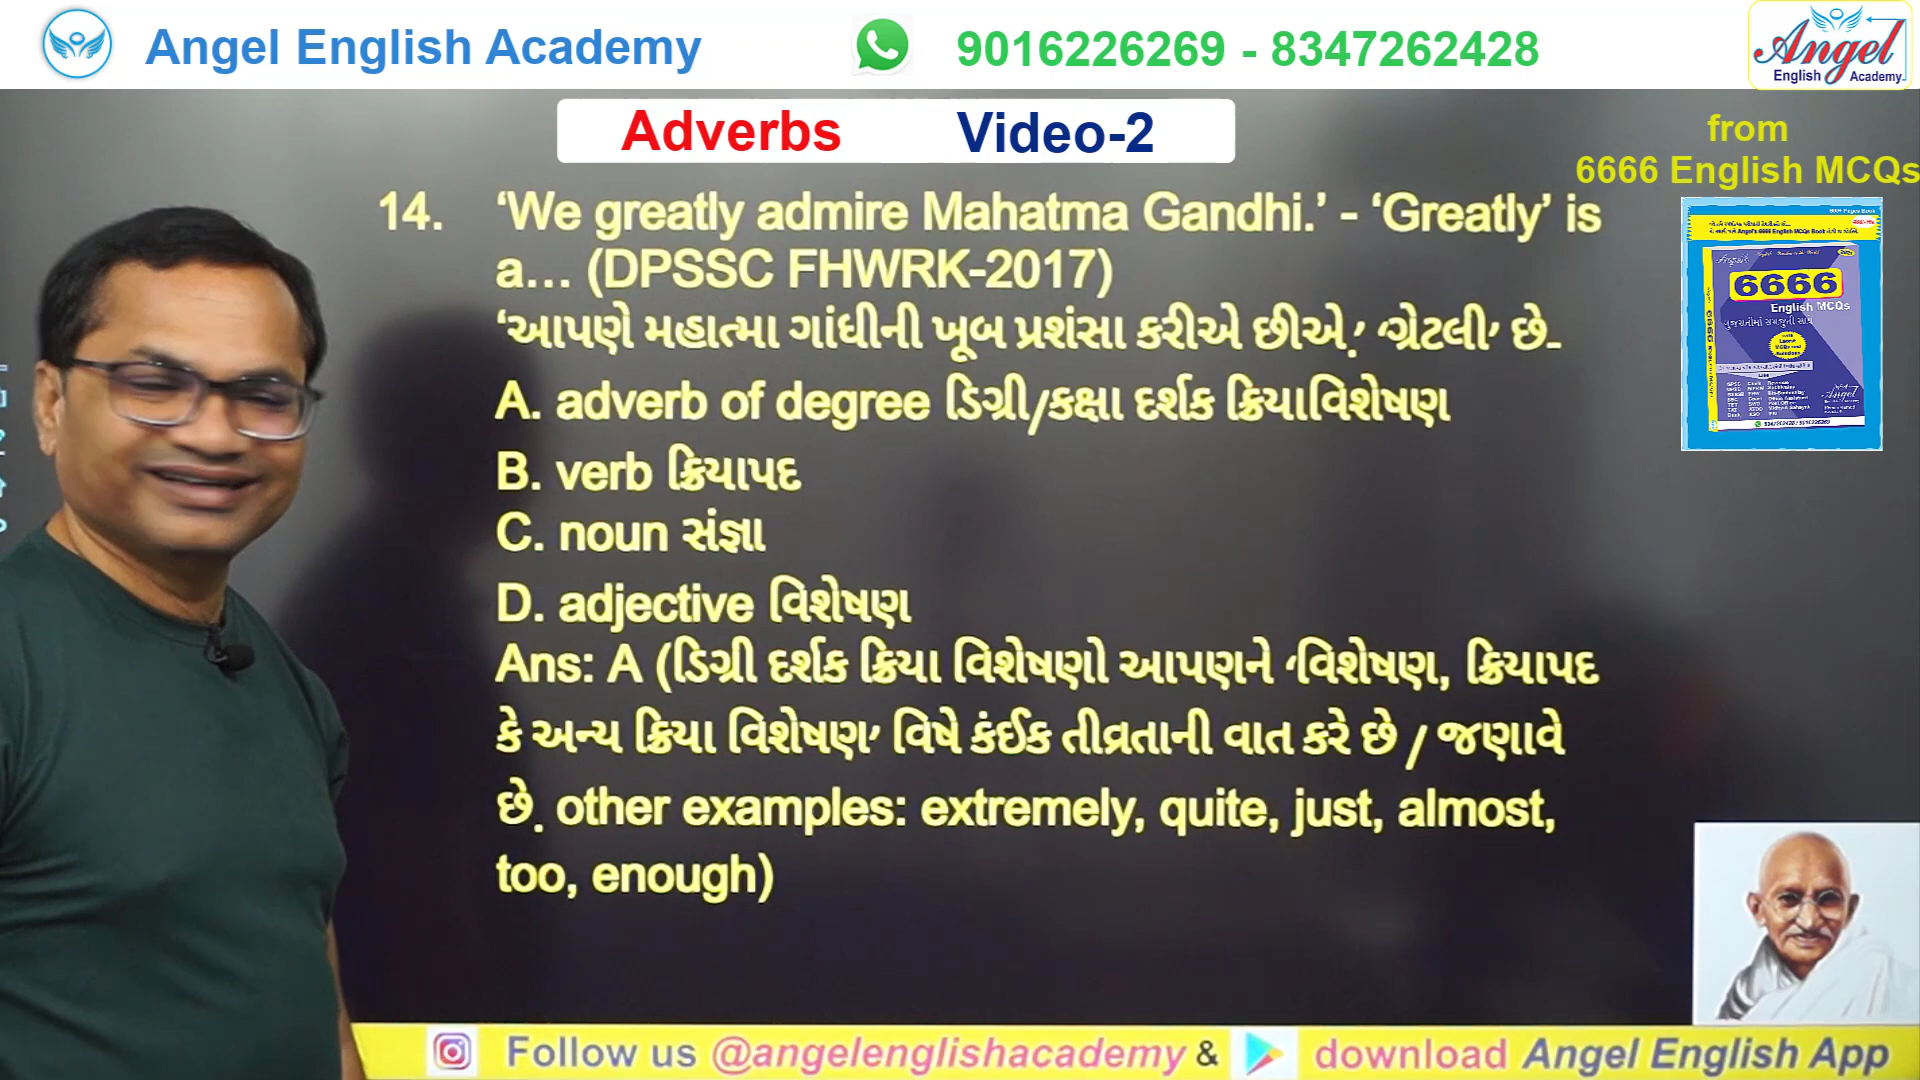 Angel English Academy
9016226269 - 8347262428
Angel
English Academy
Adverbs Video-2
from
6666 English MCQs
14. ‘We greatly admire Mahatma Gandhi.’ - ‘Greatly’ is
a... (DPSSC FHWRK-2017)
‘આપણે મહાત્મા ગાંધીની ખૂબ પ્રશંસા કરીએ છીએ.’ ‘ગ્રેટલી’ છે-
A. adverb of degree ડિગ્રી/કક્ષા દર્શક ક્રિયાવિશેષણ
B. verb ક્રિયાપદ
C. noun સંજ્ઞા
D. adjective વિશેષણ
Ans: A (ડિગ્રી દર્શક ક્રિયા વિશેષણો આપણને ‘વિશેષણ, ક્રિયાપદ
કે અન્ય ક્રિયા વિશેષણ’ વિષે કંઈક તીવ્રતાની વાત કરે છે / જણાવે
છે. other examples: extremely, quite, just, almost,
too, enough)
6666
English MCQs
Follow us @angelenglishacademy & download Angel English App